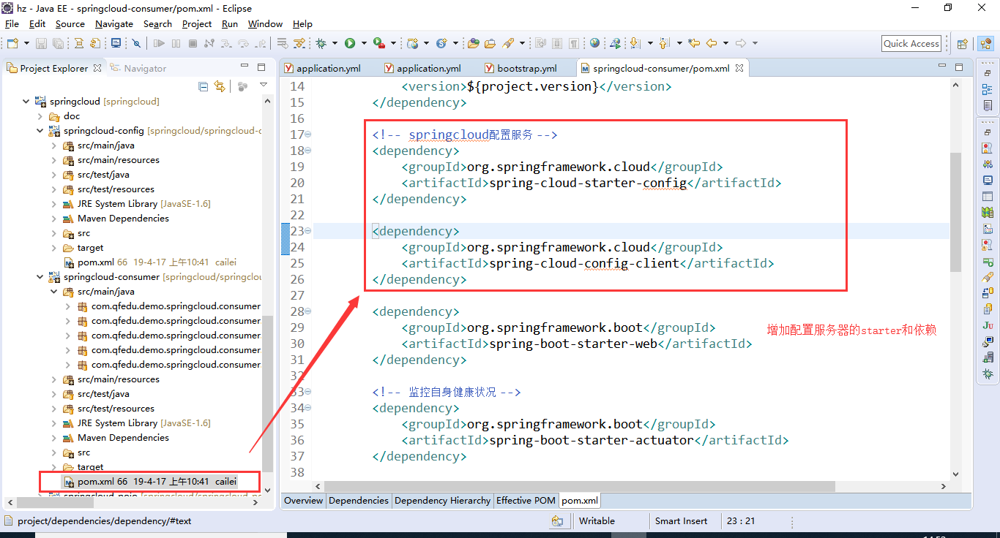 hz - Java EE - springcloud-consumer/pom.xml - Eclipse
File Edit Source Navigate Search Project Run Window Help
Quick Access
Project Explorer
Navigator
springcloud [springcloud]
doc
springcloud-config [springcloud/springcloud-c
src/main/java
src/main/resources
src/test/java
src/test/resources
JRE System Library [JavaSE-1.6]
Maven Dependencies
src
target
pom.xml 66 19-4-17 上午10:41 cailei
springcloud-consumer [springcloud/springclou
src/main/java
com.qfedu.demo.springcloud.consumer
com.qfedu.demo.springcloud.consumer.
com.qfedu.demo.springcloud.consumer.
com.qfedu.demo.springcloud.consumer.
com.qfedu.demo.springcloud.consumer.
src/main/resources
src/test/java
src/test/resources
JRE System Library [JavaSE-1.6]
Maven Dependencies
src
target
pom.xml 66 19-4-17 上午10:41 cailei
application.yml application.yml bootstrap.yml springcloud-consumer/pom.xml
14 <version>${project.version}</version>
15 </dependency>
16
17 <!-- springcloud配置服务 -->
18 <dependency>
19 <groupId>org.springframework.cloud</groupId>
20 <artifactId>spring-cloud-starter-config</artifactId>
21 </dependency>
22
23 <dependency>
24 <groupId>org.springframework.cloud</groupId>
25 <artifactId>spring-cloud-config-client</artifactId>
26 </dependency>
27
28 <dependency>
29 <groupId>org.springframework.boot</groupId>
30 <artifactId>spring-boot-starter-web</artifactId>
31 </dependency>
32
33 <!-- 监控自身健康状况 -->
34 <dependency>
35 <groupId>org.springframework.boot</groupId>
36 <artifactId>spring-boot-starter-actuator</artifactId>
37 </dependency>
38
增加配置服务器的starter和依赖
Overview Dependencies Dependency Hierarchy Effective POM pom.xml
project/dependencies/dependency/#text
Writable
Smart Insert
23 : 21